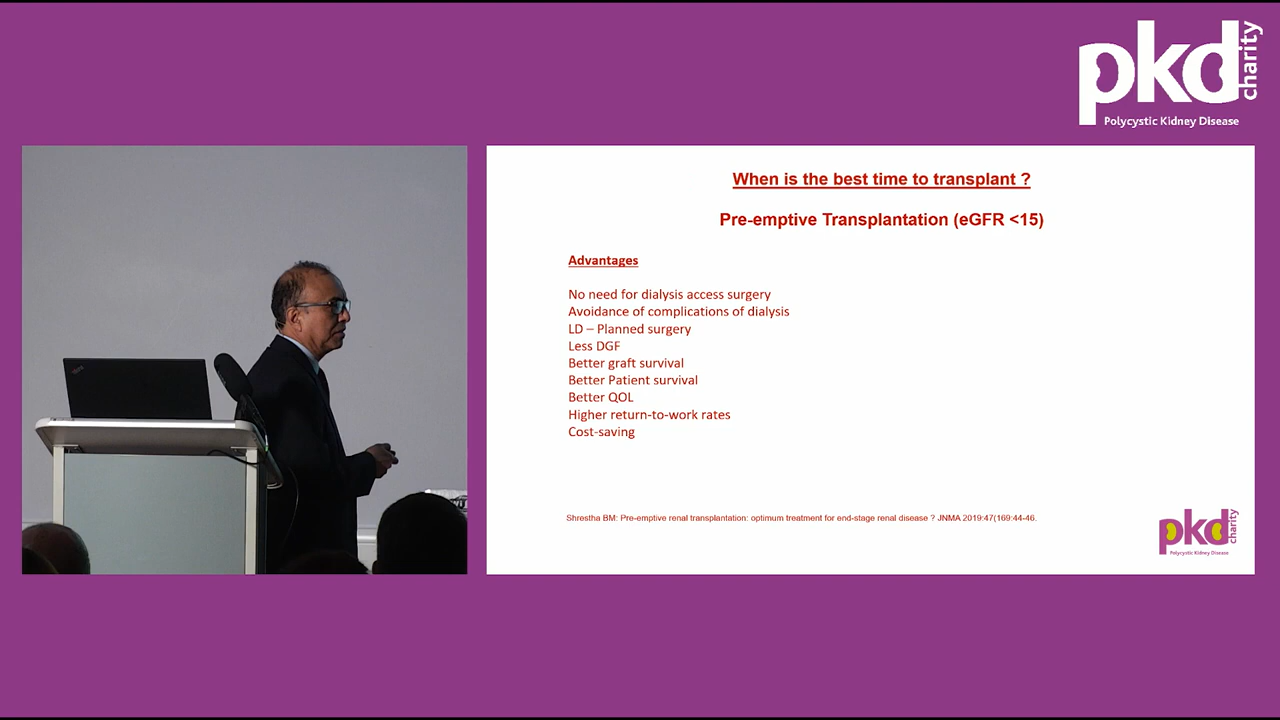 pkd
charity
Polycystic Kidney Disease
When is the best time to transplant ?
Pre-emptive Transplantation (eGFR <15)
Advantages
No need for dialysis access surgery
Avoidance of complications of dialysis
LD – Planned surgery
Less DGF
Better graft survival
Better Patient survival
Better QOL
Higher return-to-work rates
Cost-saving
Shrestha BM: Pre-emptive renal transplantation: optimum treatment for end-stage renal disease ? JNMA 2019:47(169:44-46.
pkd
charity
Polycystic Kidney Disease